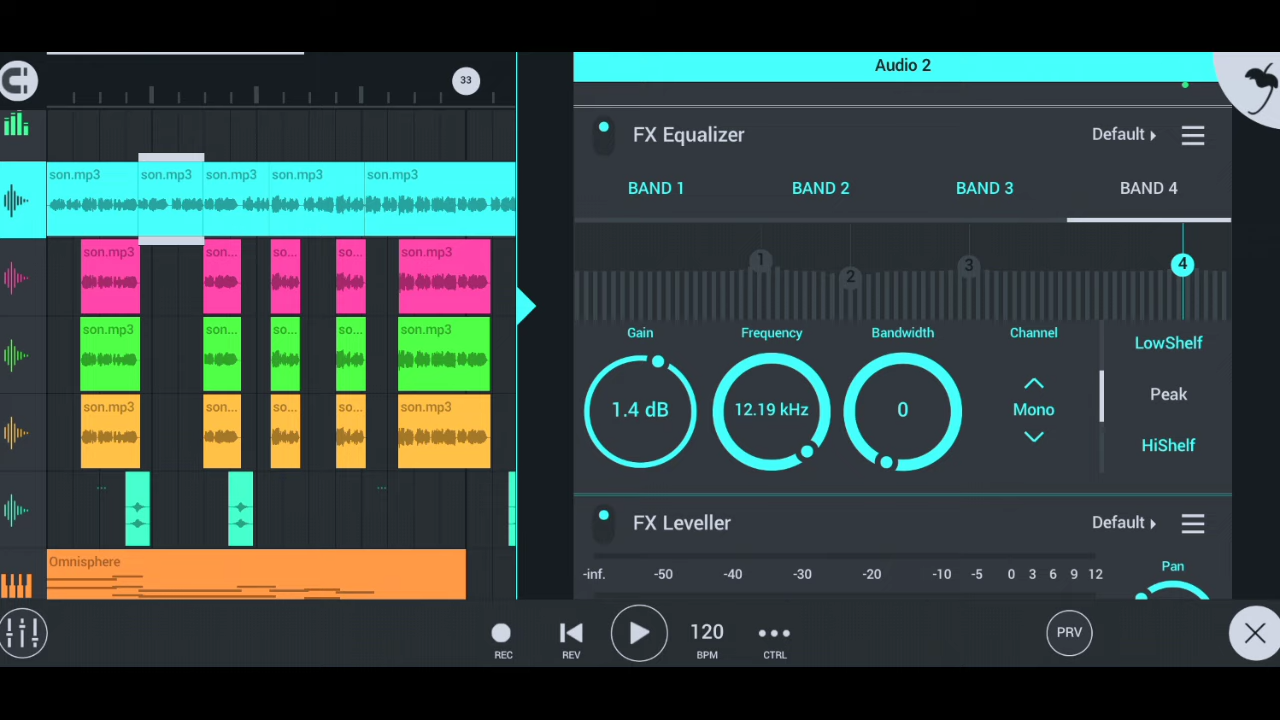 Audio 2
33
FX Equalizer
Default
BAND 1
BAND 2
BAND 3
BAND 4
son.mp3
son.mp3
son.mp3
son.mp3
son.mp3
1
2
3
4
son.mp3
son...
so...
so...
son.mp3
Gain
Frequency
Bandwidth
Channel
LowShelf
Peak
HiShelf
1.4 dB
12.19 kHz
0
Mono
son.mp3
son...
so...
so...
son.mp3
son.mp3
son...
so...
so...
son.mp3
...
...
FX Leveller
Default
-inf.
-50
-40
-30
-20
-10
-5
0
3
6
9
12
Pan
Omnisphere
REC
REV
120
BPM
CTRL
PRV